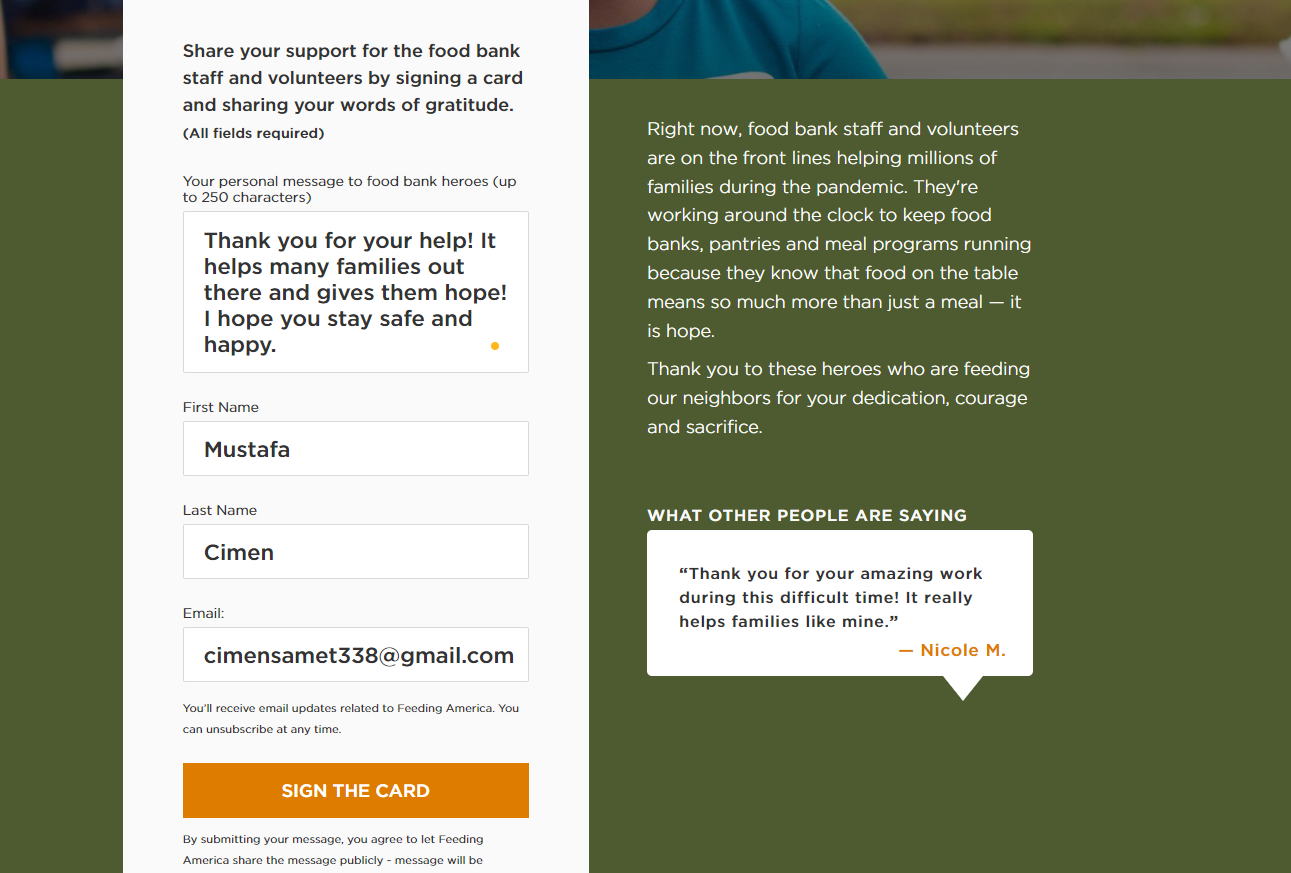 Share your support for the food bank
staff and volunteers by signing a card
and sharing your words of gratitude.
(All fields required)
Your personal message to food bank heroes (up
to 250 characters)
Thank you for your help! It
helps many families out
there and gives them hope!
I hope you stay safe and
happy.
First Name
Mustafa
Last Name
Cimen
Email:
cimensamet338@gmail.com
You'll receive email updates related to Feeding America. You
can unsubscribe at any time.
SIGN THE CARD
By submitting your message, you agree to let Feeding
America share the message publicly - message will be
Right now, food bank staff and volunteers
are on the front lines helping millions of
families during the pandemic. They're
working around the clock to keep food
banks, pantries and meal programs running
because they know that food on the table
means so much more than just a meal — it
is hope.
Thank you to these heroes who are feeding
our neighbors for your dedication, courage
and sacrifice.
WHAT OTHER PEOPLE ARE SAYING
“Thank you for your amazing work
during this difficult time! It really
helps families like mine.”
— Nicole M.